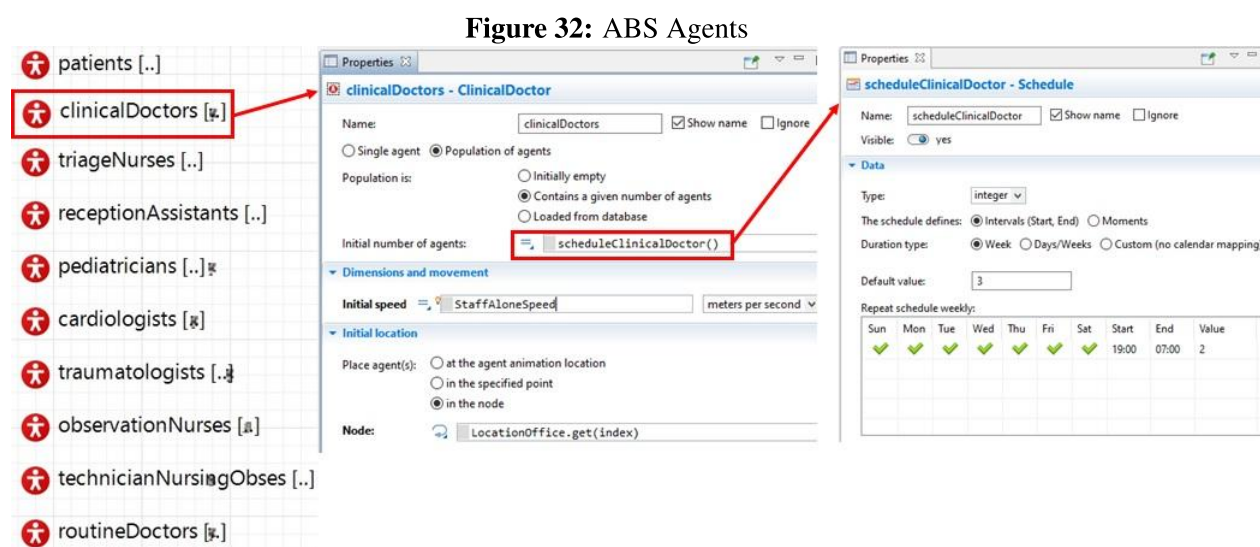 Figure 32: ABS Agents
patients [..]
clinicalDoctors [..]
triageNurses [..]
receptionAssistants [..]
pediatricians [..]
cardiologists [..]
traumatologists [..]
observationNurses [..]
technicianNursingObses [..]
routineDoctors [..]
Properties
clinicalDoctors - ClinicalDoctor
Name: clinicalDoctors Show name Ignore
Single agent Population of agents
Population is: Initially empty
Contains a given number of agents
Loaded from database
Initial number of agents: scheduleClinicalDoctor()
Dimensions and movement
Initial speed StaffAloneSpeed meters per second
Initial location
Place agent(s): at the agent animation location
in the specified point
in the node
Node: LocationOffice.get(index)
Properties
scheduleClinicalDoctor - Schedule
Name: scheduleClinicalDoctor Show name Ignore
Visible: yes
Data
Type: integer
The schedule defines: Intervals (Start, End) Moments
Duration type: Week Days/Weeks Custom (no calendar mapping
Default value: 3
Repeat schedule weekly:
Sun Mon Tue Wed Thu Fri Sat Start End Value
19:00 07:00 2